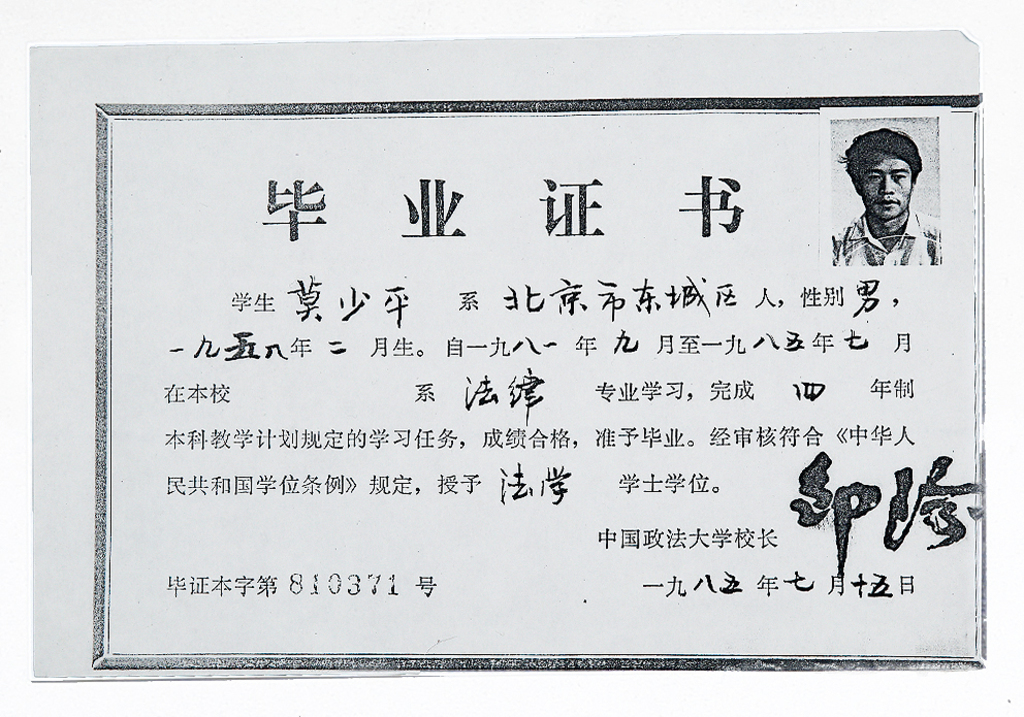 毕业证书
学生 莫少平 系 北京市东城区 人，性别 男，
一九五八年 二 月生。自一九八一 年 九 月至一九八五年 七 月
在本校 系 法律 专业学习，完成 四 年制
本科教学计划规定的学习任务，成绩合格，准予毕业。经审核符合《中华人
民共和国学位条例》规定，授予 法学 学士学位。
中国政法大学校长
毕证本字第 810371 号
一九八五 年 七 月十五日